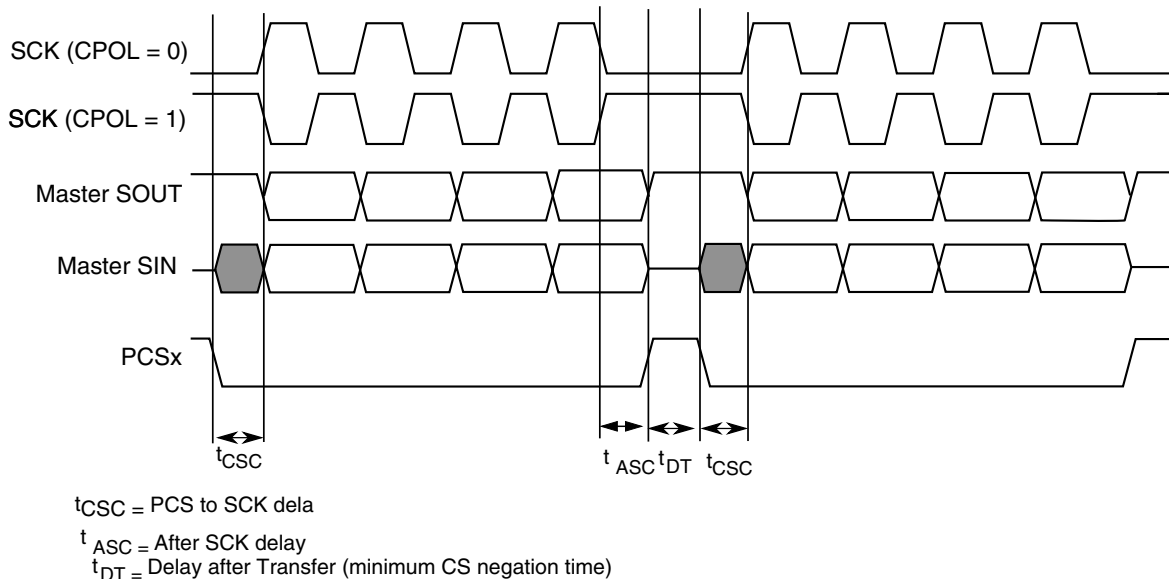 SCK (CPOL = 0)
SCK (CPOL = 1)
Master SOUT
Master SIN
PCSx
tCSC
t ASC
tDT
tCSC
tCSC = PCS to SCK dela
t ASC = After SCK delay
tDT = Delay after Transfer (minimum CS negation time)